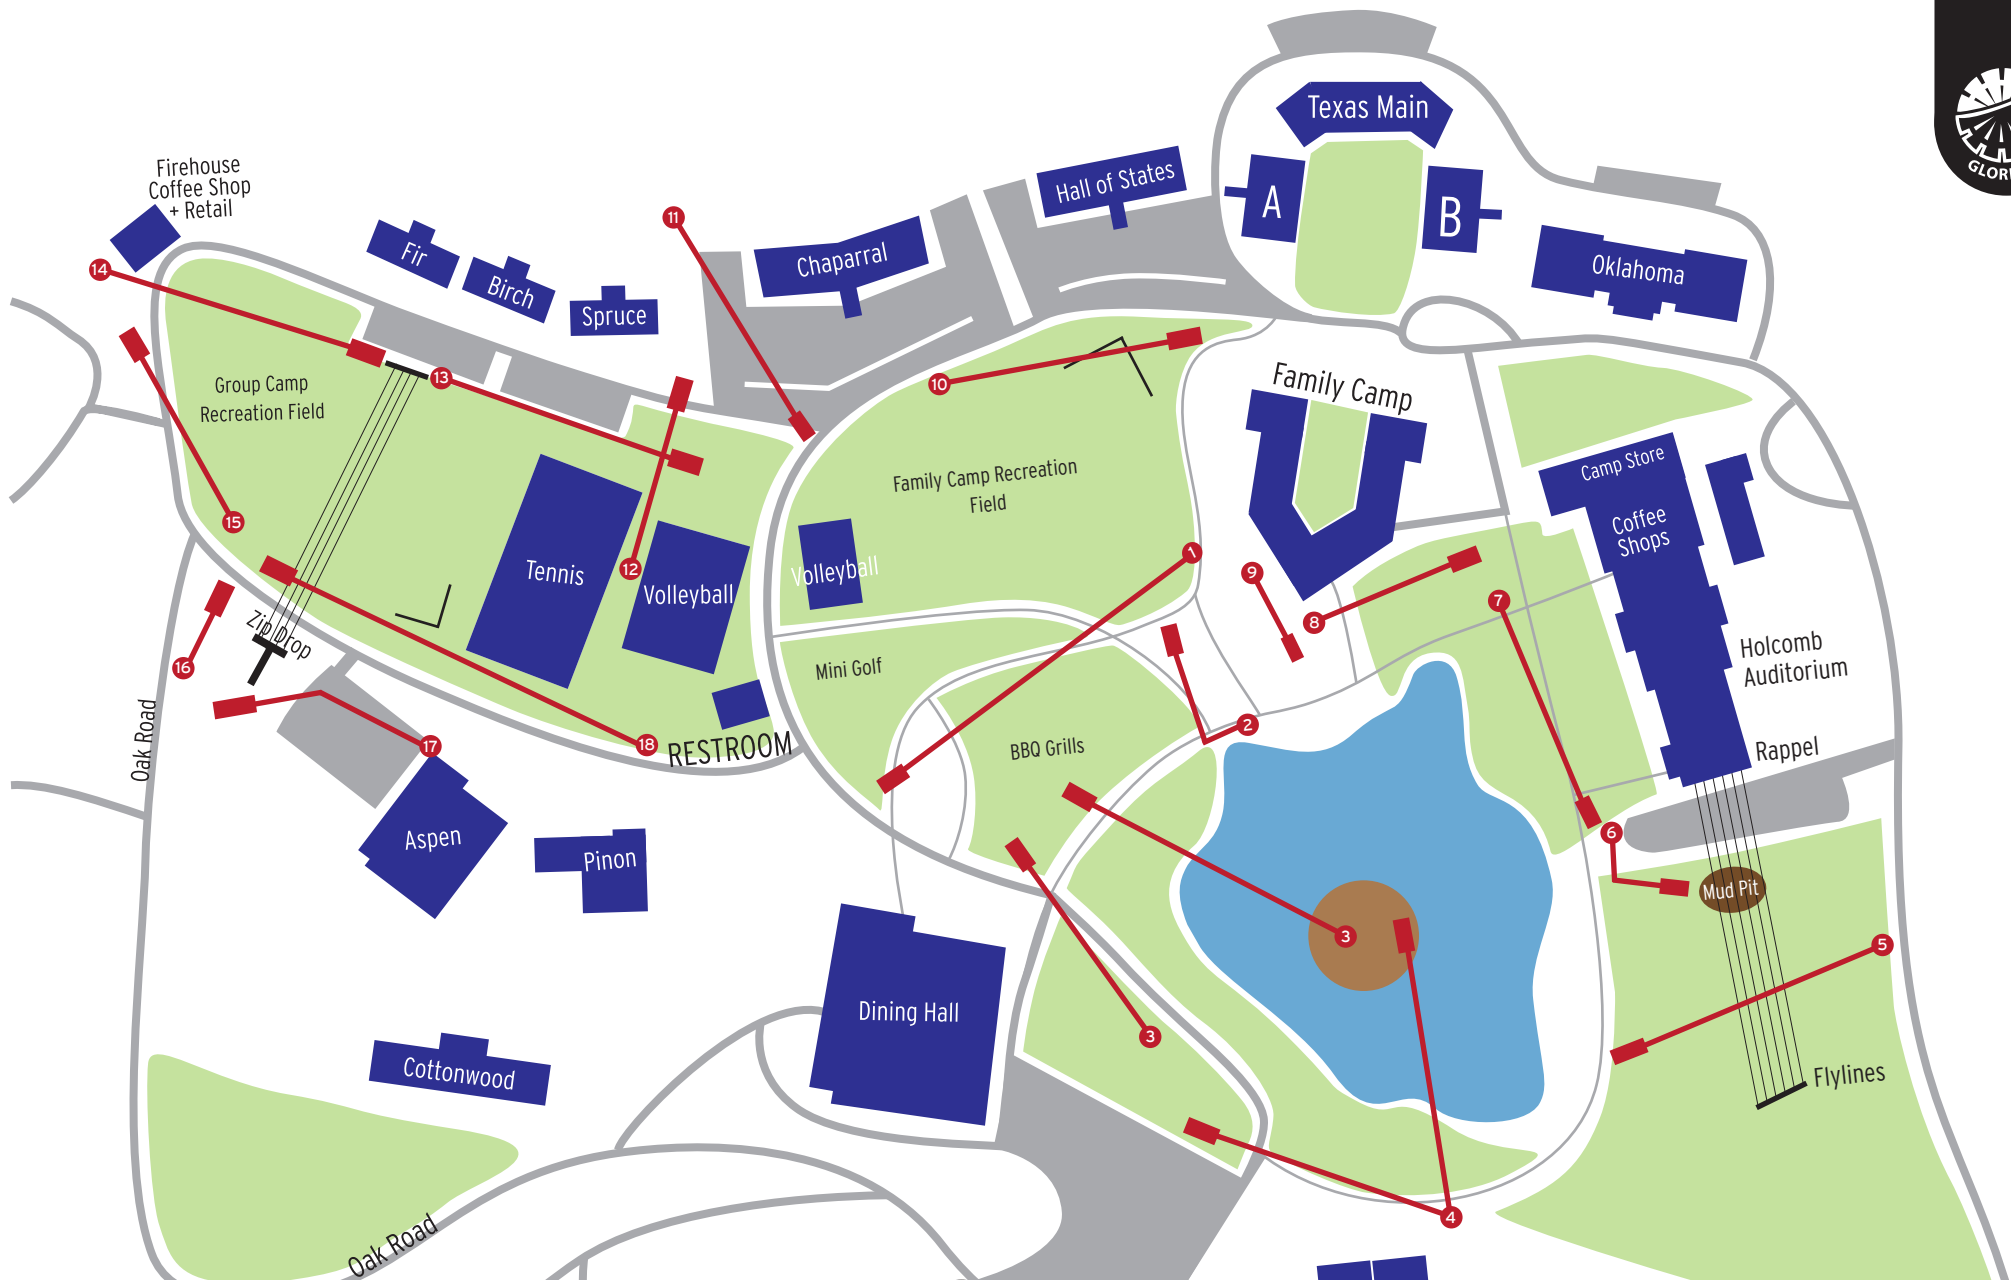 Texas Main
A
B
Hall of States
Oklahoma
GLOR
Firehouse
Coffee Shop
+ Retail
Fir
Birch
Spruce
Chaparral
11
14
13
10
Group Camp
Recreation Field
Family Camp
Family Camp Recreation
Field
Camp Store
Coffee
Shops
15
12
Tennis
Volleyball
Volleyball
1
9
8
7
Zip Drop
16
Mini Golf
Holcomb
Auditorium
Oak Road
17
18
RESTROOM
BBQ Grills
2
Rappel
Aspen
Pinon
6
Mud Pit
3
5
Dining Hall
3
Cottonwood
Flylines
4
Oak Road